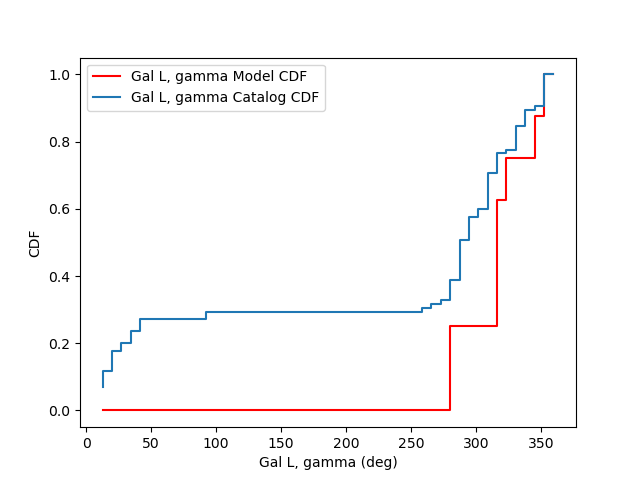 Gal L, gamma Model CDF
Gal L, gamma Catalog CDF
1.0
0.8
0.6
0.4
0.2
0.0
CDF
0 50 100 150 200 250 300 350
Gal L, gamma (deg)